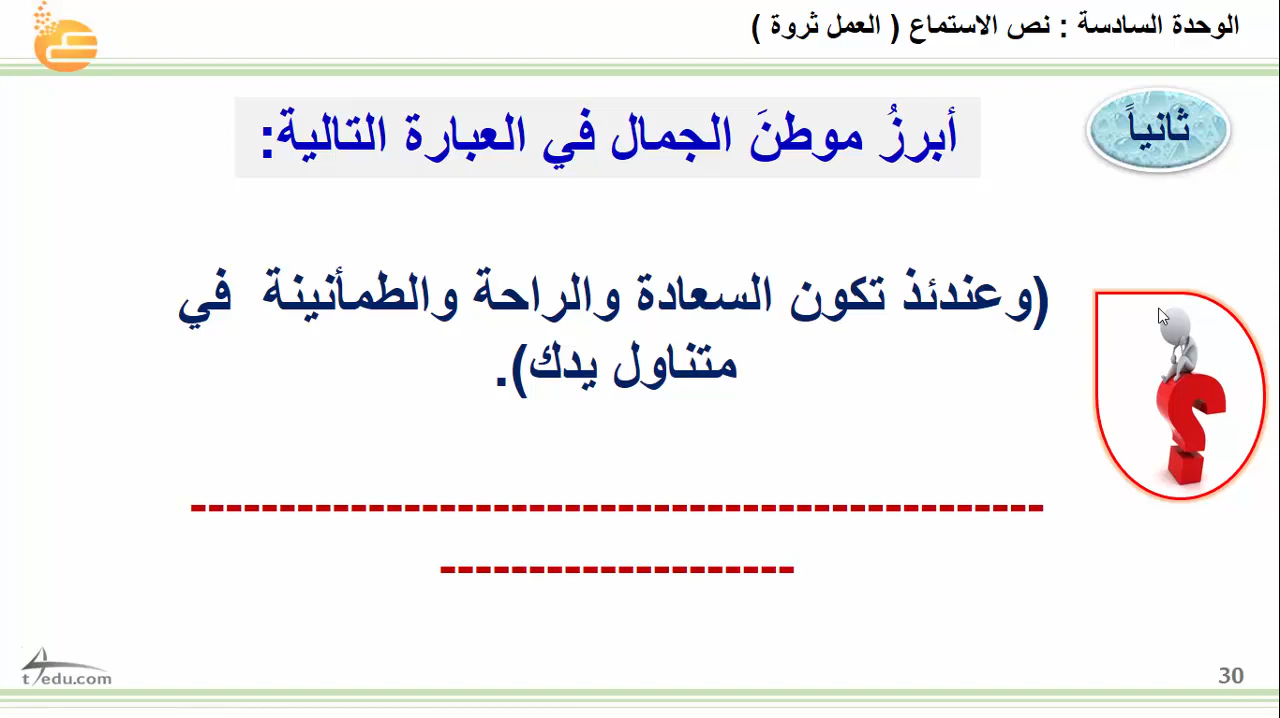 الوحدة السادسة : نص الاستماع ( العمل ثروة )
ثانياً
أبرزُ موطنَ الجمال في العبارة التالية:
(وعندئذ تكون السعادة والراحة والطمأنينة في
متناول يدك).
------------------------------------------------
--------------------
t4edu.com
30